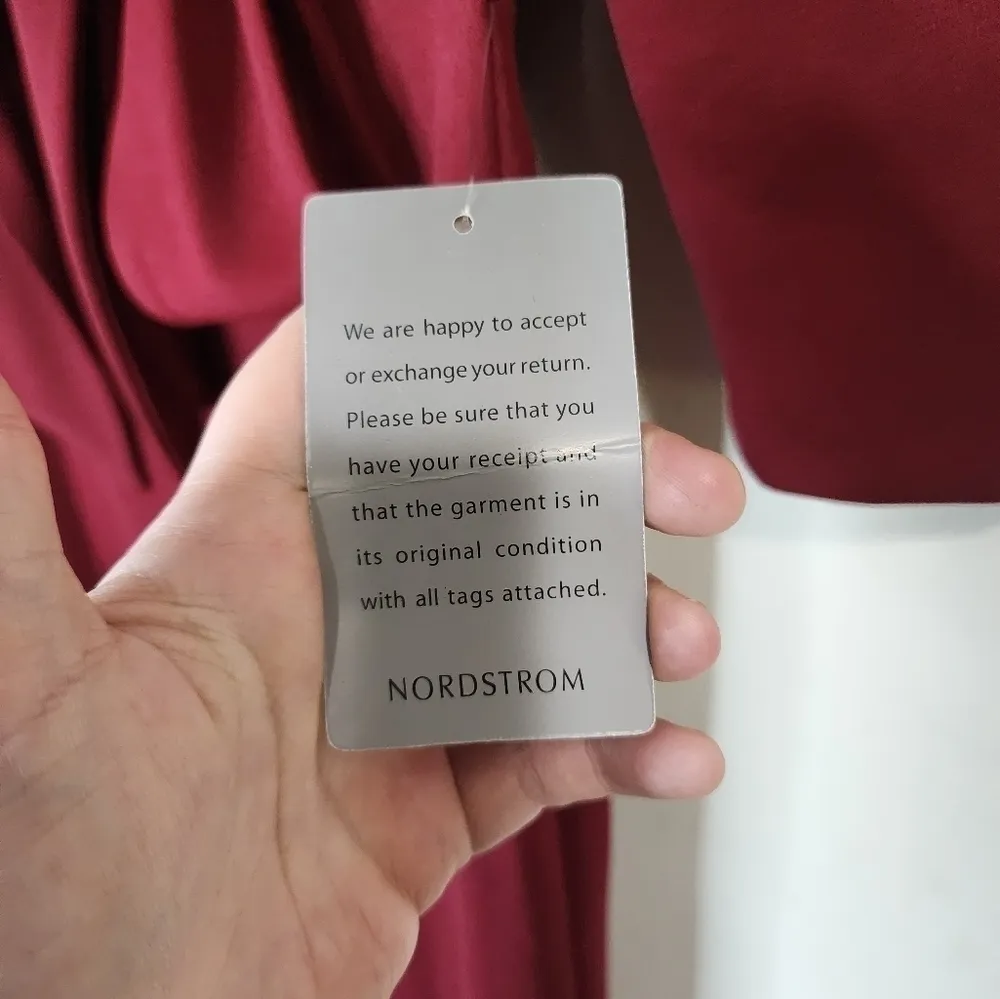 We are happy to accept
or exchange your return.
Please be sure that you
have your receipt and
that the garment is in
its original condition
with all tags attached.
NORDSTROM